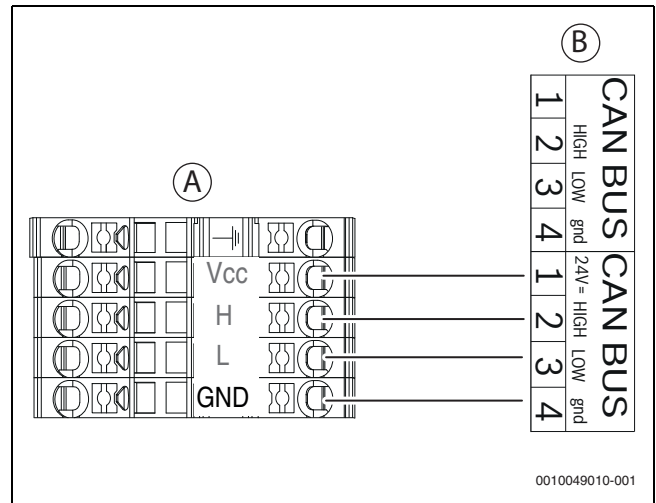 B
A
Vcc
H
L
GND
1
2 HIGH
3 LOW
4 gnd
CAN BUS
1 24V=
2 HIGH
3 LOW
4 gnd
CAN BUS
0010049010-001